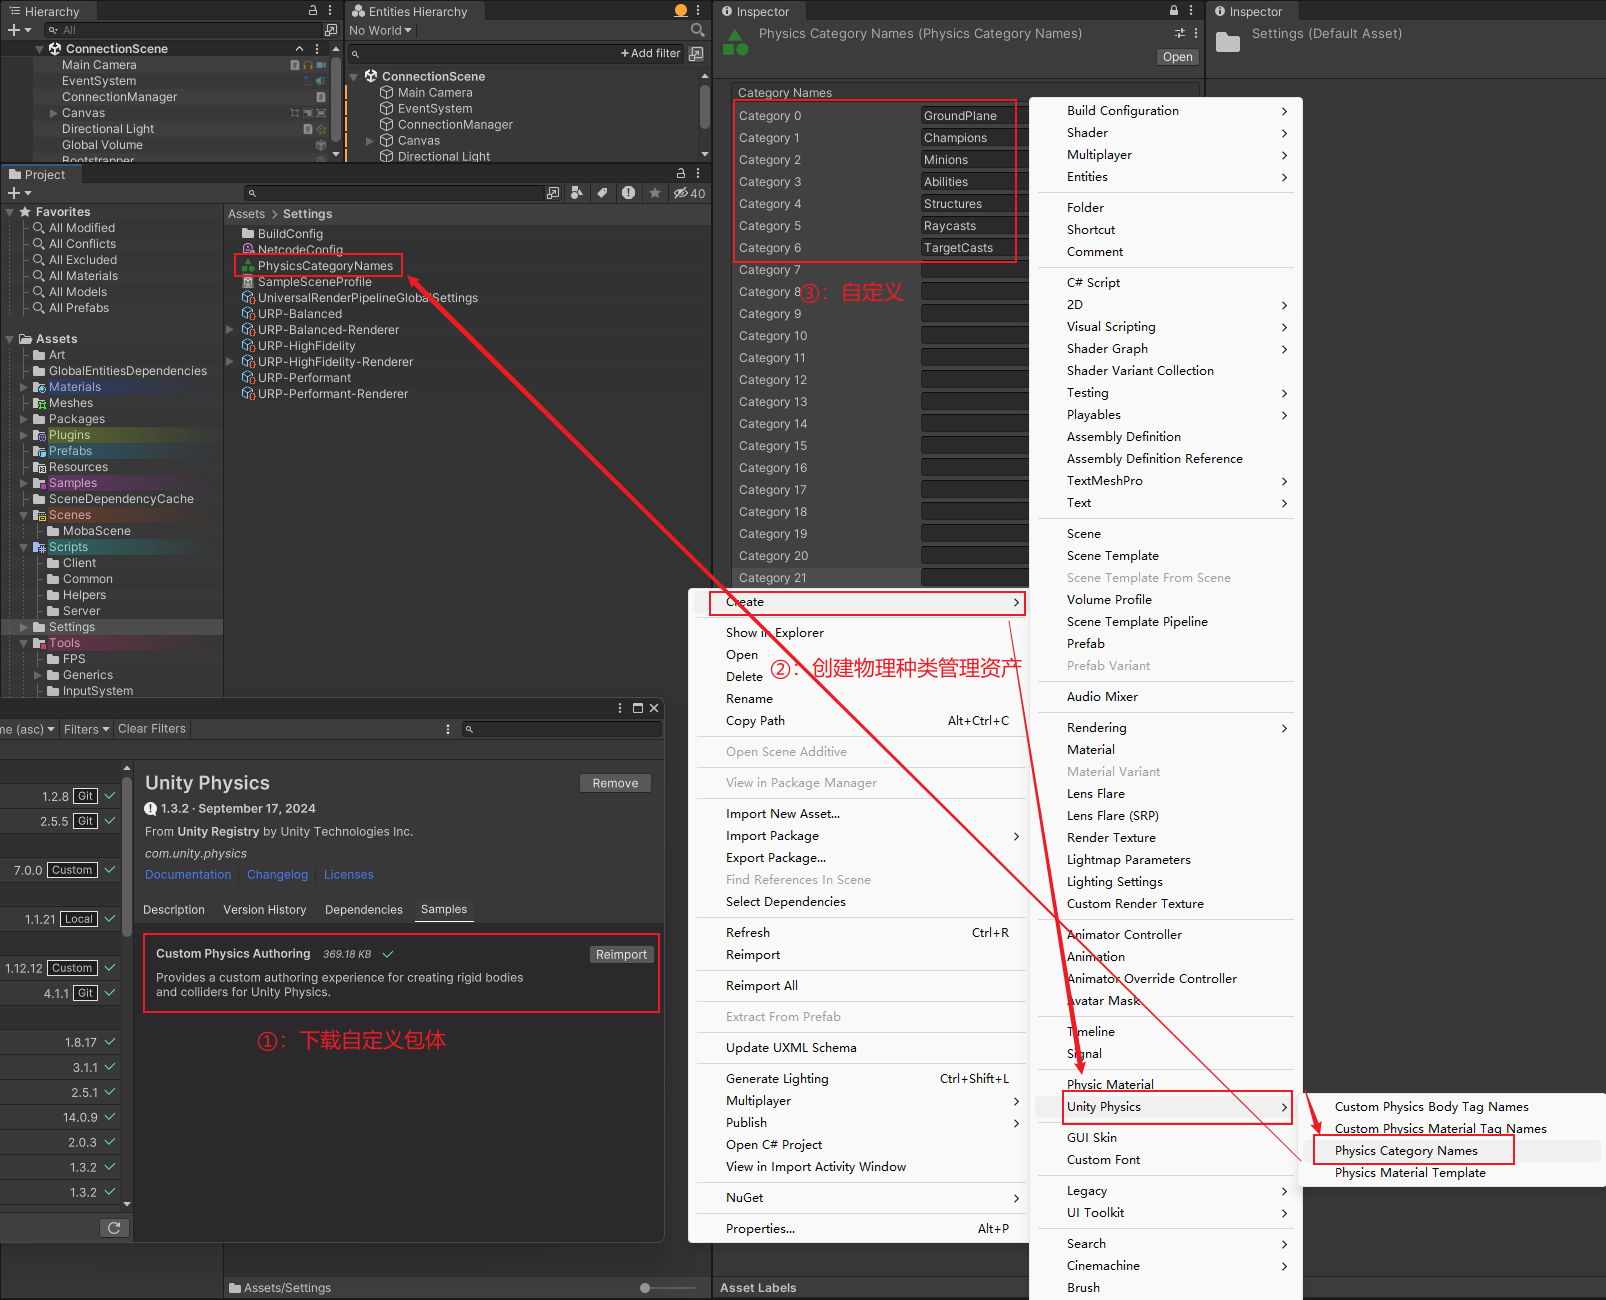 Hierarchy
All
ConnectionScene
Main Camera
EventSystem
ConnectionManager
Canvas
Directional Light
Global Volume
Bootstrapper
Entities Hierarchy
No World
Add filter
ConnectionScene
Main Camera
EventSystem
ConnectionManager
Canvas
Directional Light
Project
40
Favorites
All Modified
All Conflicts
All Excluded
All Materials
All Models
All Prefabs
Assets
Art
GlobalEntitiesDependencies
Materials
Meshes
Packages
Plugins
Prefabs
Resources
Samples
SceneDependencyCache
Scenes
MobaScene
Scripts
Client
Common
Helpers
Server
Settings
Tools
FPS
Generics
InputSystem
Assets > Settings
BuildConfig
NetcodeConfig
PhysicsCategoryNames
SampleSceneProfile
UniversalRenderPipelineGlobalSettings
URP-Balanced
URP-Balanced-Renderer
URP-HighFidelity
URP-HighFidelity-Renderer
URP-Performant
URP-Performant-Renderer
Inspector
Physics Category Names (Physics Category Names)
Open
Category Names
Category 0 GroundPlane
Category 1 Champions
Category 2 Minions
Category 3 Abilities
Category 4 Structures
Category 5 Raycasts
Category 6 TargetCasts
Category 7
Category 8
③：自定义
Category 9
Category 10
Category 11
Category 12
Category 13
Category 14
Category 15
Category 16
Category 17
Category 18
Category 19
Category 20
Category 21
Inspector
Settings (Default Asset)
Create
Show in Explorer
Open
②：创建物理种类管理资产
Delete
Rename
Copy Path Alt+Ctrl+C
Open Scene Additive
View in Package Manager
Import New Asset...
Import Package
Export Package...
Find References In Scene
Select Dependencies
Refresh Ctrl+R
Reimport
Reimport All
Extract From Prefab
Update UXML Schema
Generate Lighting Ctrl+Shift+L
Multiplayer
Publish
Open C# Project
View in Import Activity Window
NuGet
Properties... Alt+P
Build Configuration
Shader
Multiplayer
Entities
Folder
Shortcut
Comment
C# Script
2D
Visual Scripting
Shader Graph
Shader Variant Collection
Testing
Playables
Assembly Definition
Assembly Definition Reference
TextMeshPro
Text
Scene
Scene Template
Scene Template From Scene
Volume Profile
Scene Template Pipeline
Prefab
Prefab Variant
Audio Mixer
Rendering
Material
Material Variant
Lens Flare
Lens Flare (SRP)
Render Texture
Lightmap Parameters
Lighting Settings
Custom Render Texture
Animator Controller
Animation
Animator Override Controller
Avatar Mask
Timeline
Signal
Physic Material
Unity Physics
GUI Skin
Custom Font
Legacy
UI Toolkit
Search
Cinemachine
Brush
Custom Physics Body Tag Names
Custom Physics Material Tag Names
Physics Category Names
Physics Material Template
me (asc) Filters Clear Filters
1.2.8 Git
2.5.5 Git
7.0.0 Custom
1.1.21 Local
1.12.12 Custom
4.1.1 Git
1.8.17
3.1.1
2.5.1
14.0.9
2.0.3
1.3.2
1.3.2
Unity Physics
Remove
1.3.2 · September 17, 2024
From Unity Registry by Unity Technologies Inc.
com.unity.physics
Documentation Changelog Licenses
Description Version History Dependencies Samples
Custom Physics Authoring 369.18 KB Reimport
Provides a custom authoring experience for creating rigid bodies
and colliders for Unity Physics.
①：下载自定义包体
Assets/Settings
Asset Labels